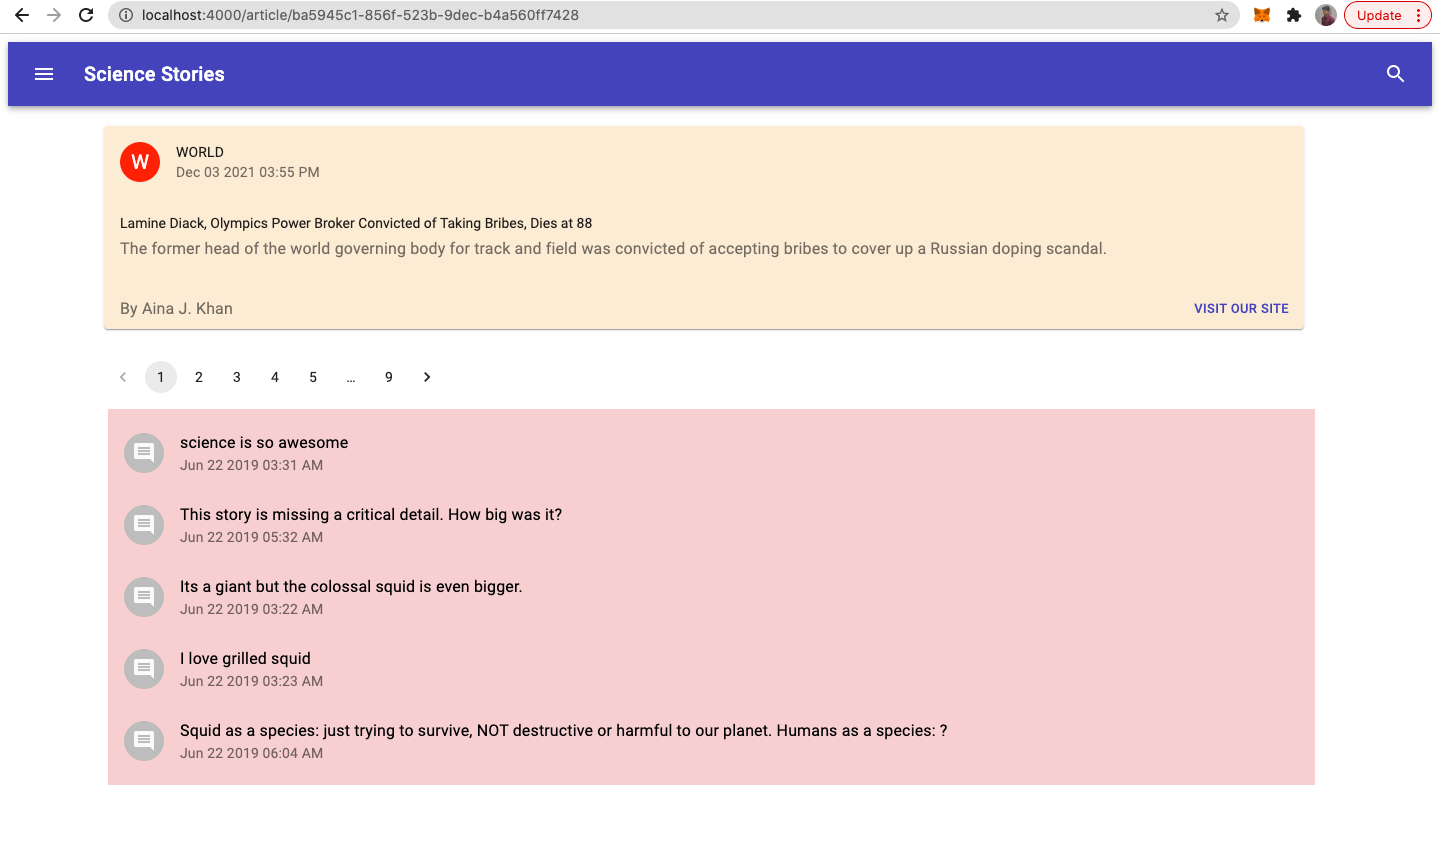 localhost:4000/article/ba5945c1-856f-523b-9dec-b4a560ff7428
Update
Science Stories
W
WORLD
Dec 03 2021 03:55 PM
Lamine Diack, Olympics Power Broker Convicted of Taking Bribes, Dies at 88
The former head of the world governing body for track and field was convicted of accepting bribes to cover up a Russian doping scandal.
By Aina J. Khan
VISIT OUR SITE
1 2 3 4 5 ... 9
science is so awesome
Jun 22 2019 03:31 AM
This story is missing a critical detail. How big was it?
Jun 22 2019 05:32 AM
Its a giant but the colossal squid is even bigger.
Jun 22 2019 03:22 AM
I love grilled squid
Jun 22 2019 03:23 AM
Squid as a species: just trying to survive, NOT destructive or harmful to our planet. Humans as a species: ?
Jun 22 2019 06:04 AM